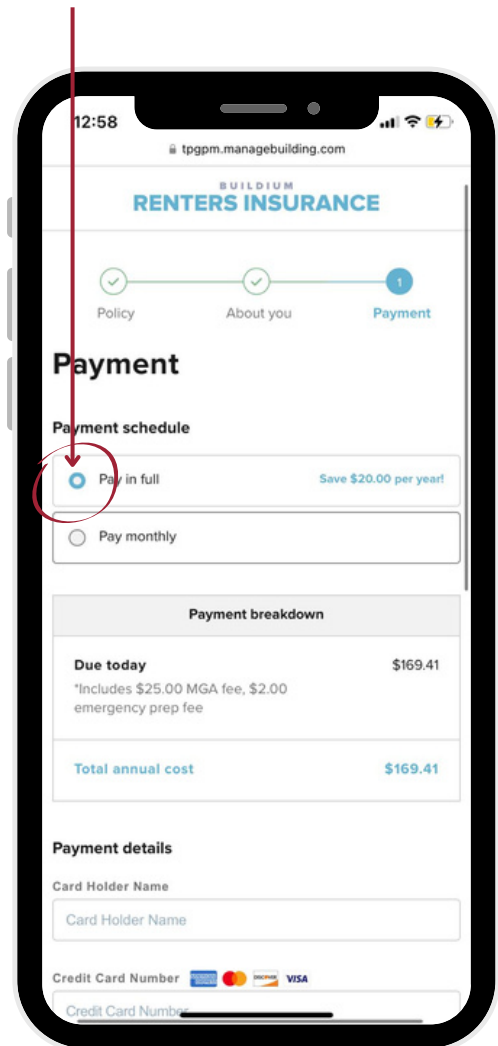 12:58
tpgpm.managebuilding.com
BUILDIUM
RENTERS INSURANCE
1
Policy
About you
Payment
Payment
Payment schedule
Pay in full
Save $20.00 per year!
Pay monthly
Payment breakdown
Due today
$169.41
*Includes $25.00 MGA fee, $2.00
emergency prep fee
Total annual cost
$169.41
Payment details
Card Holder Name
Card Holder Name
Credit Card Number
DISCOVER
VISA
Credit Card Number